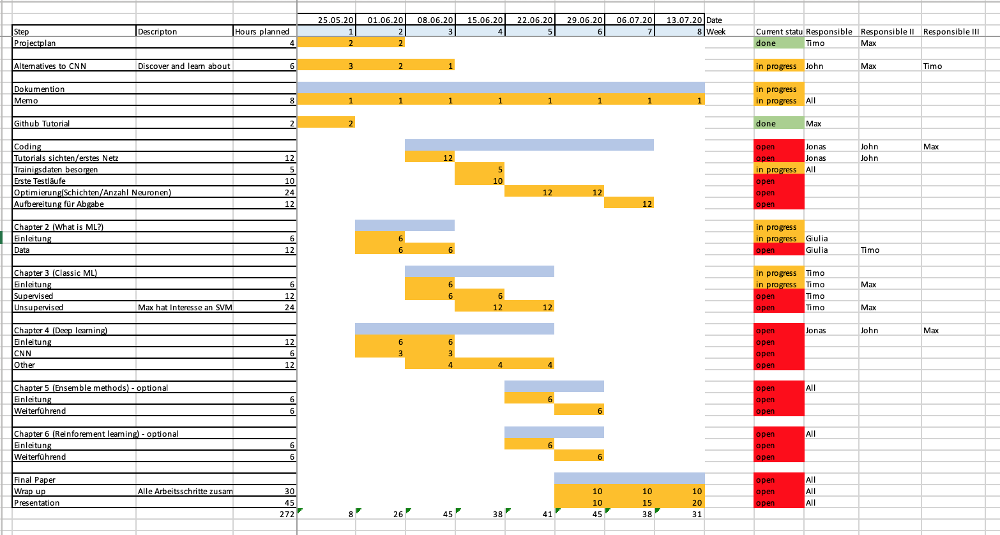 25.05.20 01.06.20 08.06.20 15.06.20 22.06.20 29.06.20 06.07.20 13.07.20 Date
Step Descripton Hours planned 1 2 3 4 5 6 7 8 Week Current statu Responsible Responsible II Responsible III
Projectplan 4 2 2 done Timo Max
Alternatives to CNN Discover and learn about 6 3 2 1 in progress John Max Timo
Dokumention in progress
Memo 8 1 1 1 1 1 1 1 1 in progress All
Github Tutorial 2 2 done Max
Coding open Jonas John Max
Tutorials sichten/erstes Netz 12 12 open Jonas John
Trainigsdaten besorgen 5 5 in progress All
Erste Testläufe 10 10 open
Optimierung(Schichten/Anzahl Neuronen) 24 12 12 open
Aufbereitung für Abgabe 12 12 open
Chapter 2 (What is ML?) in progress
Einleitung 6 6 in progress Giulia
Data 12 6 6 open Giulia Timo
Chapter 3 (Classic ML) in progress Timo
Einleitung 6 6 in progress Timo Max
Supervised 12 6 6 open Timo
Unsupervised Max hat Interesse an SVM 24 12 12 open Timo Max
Chapter 4 (Deep learning) open Jonas John Max
Einleitung 12 6 6 open
CNN 6 3 3 open
Other 12 4 4 4 open
Chapter 5 (Ensemble methods) - optional open All
Einleitung 6 6 open
Weiterführend 6 6 open
Chapter 6 (Reinforement learning) - optional open All
Einleitung 6 6 open
Weiterführend 6 6 open
Final Paper open All
Wrap up Alle Arbeitsschritte zusam 30 10 10 10 open All
Presentation 45 10 15 20 open All
272 8 26 45 38 41 45 38 31